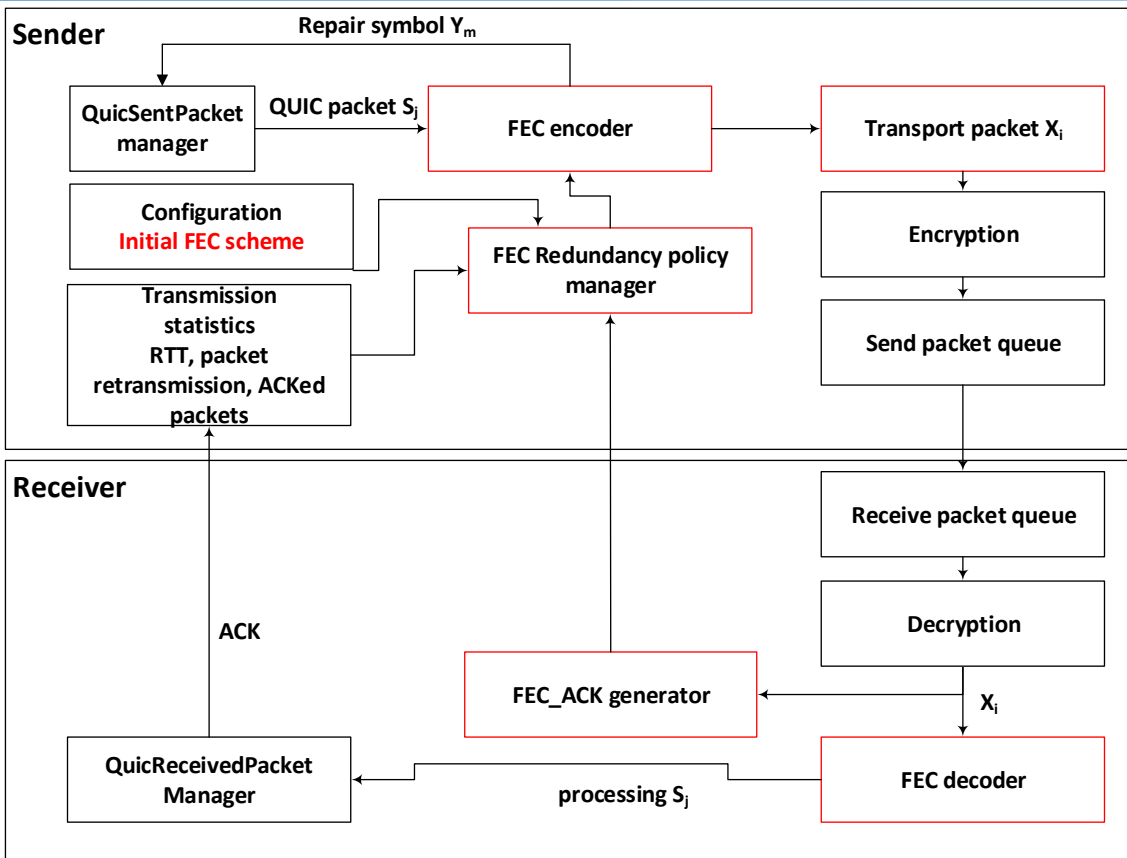 Sender
Repair symbol Yₘ
QuicSentPacket
manager
QUIC packet Sⱼ
FEC encoder
Transport packet Xᵢ
Configuration
Initial FEC scheme
FEC Redundancy policy
manager
Encryption
Transmission
statistics
RTT, packet
retransmission, ACKed
packets
Send packet queue
Receiver
Receive packet queue
Decryption
ACK
FEC_ACK generator
Xᵢ
QuicReceivedPacket
Manager
processing Sⱼ
FEC decoder